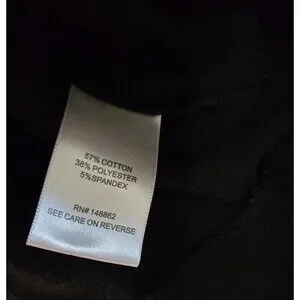 57% COTTON
38% POLYESTER
5%SPANDEX
RN# 148862
SEE CARE ON REVERSE